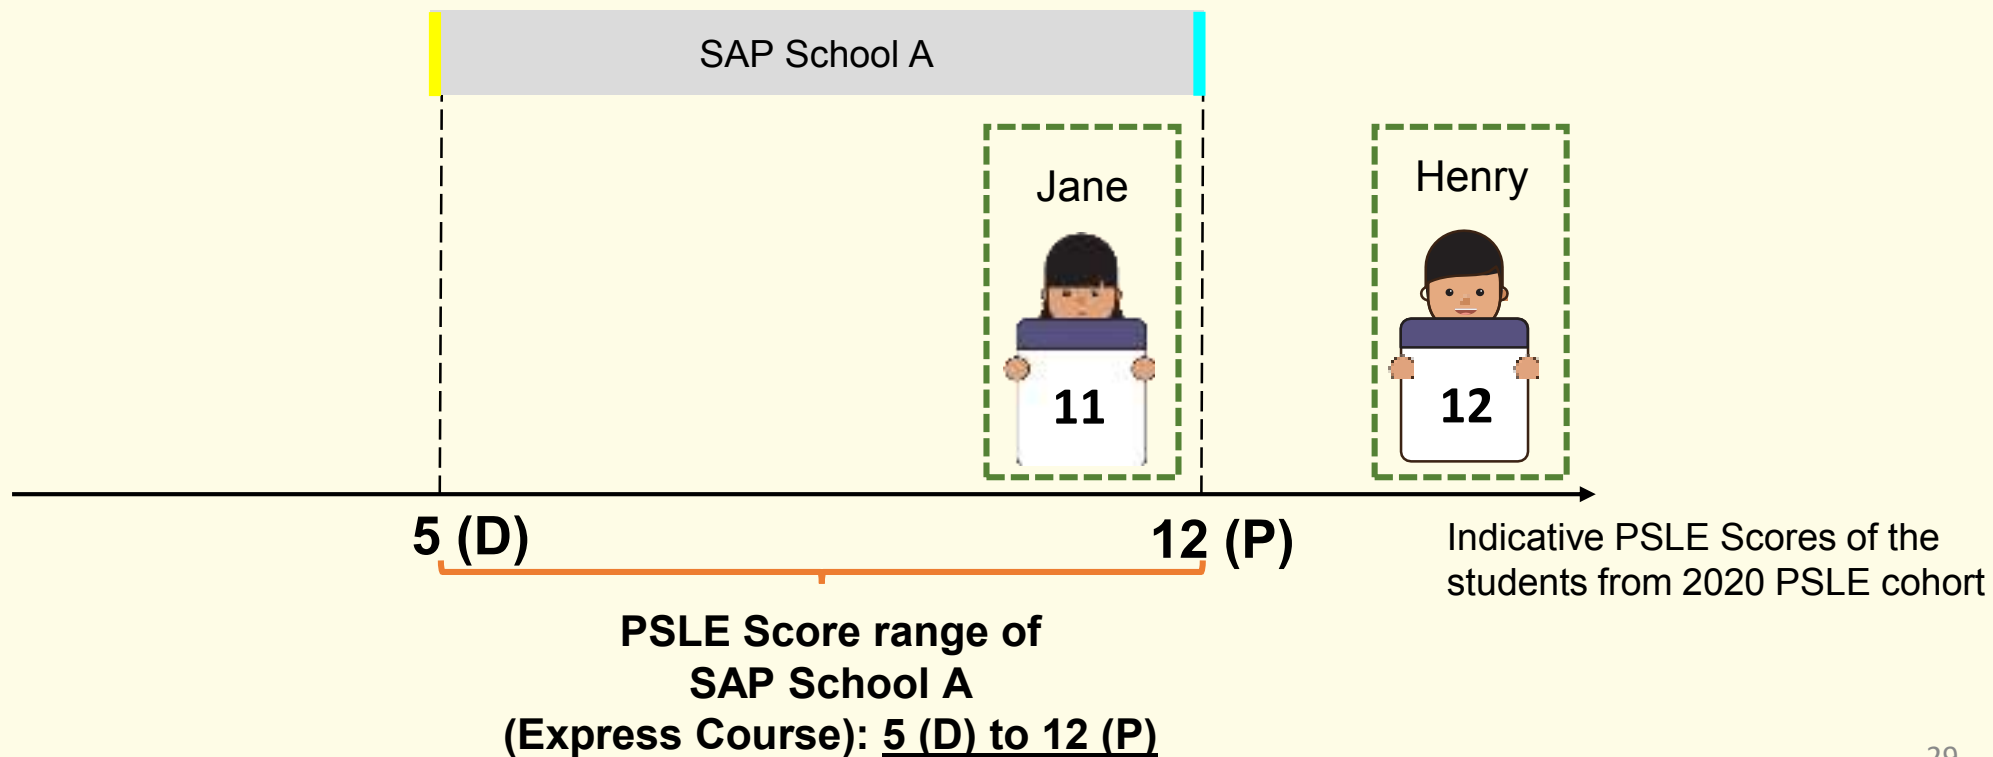 SAP School A
Jane
Henry
11
12
5 (D)
12 (P)
Indicative PSLE Scores of the
students from 2020 PSLE cohort
PSLE Score range of
SAP School A
(Express Course): 5 (D) to 12 (P)
29